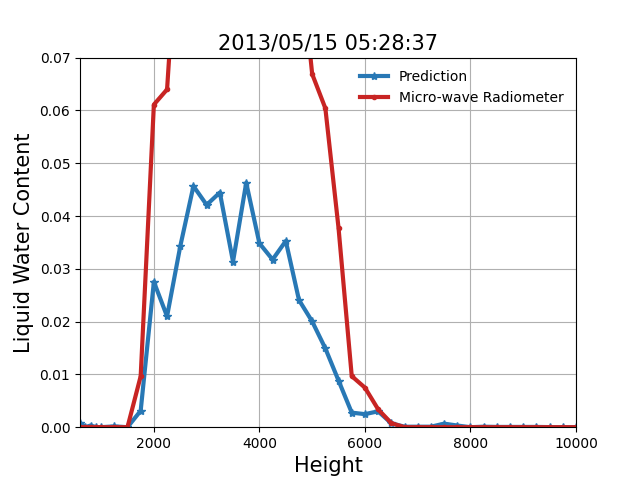 2013/05/15 05:28:37
0.07
0.06
0.05
0.04
0.03
0.02
0.01
0.00
Liquid Water Content
Prediction
Micro-wave Radiometer
2000 4000 6000 8000 10000
Height